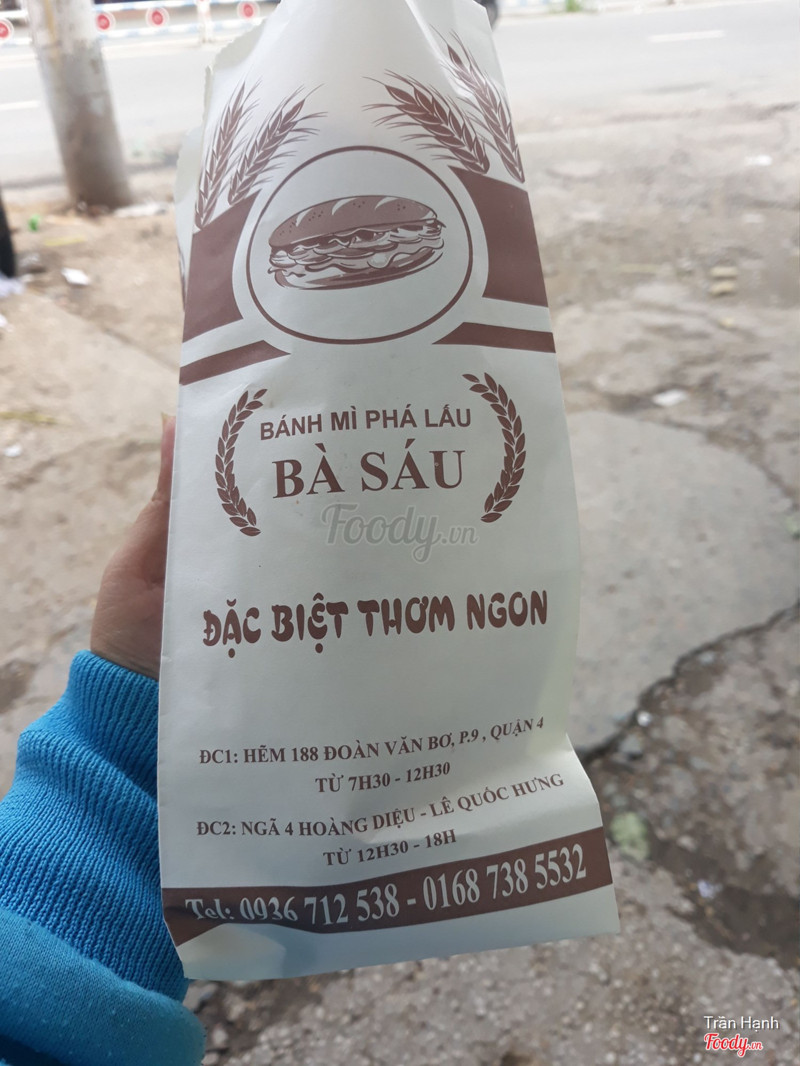 BÁNH MÌ PHÁ LẤU
BÀ SÁU
Foody.vn
ĐẶC BIỆT THƠM NGON
ĐC1: HẼM 188 ĐOÀN VĂN BƠ, P.9 , QUẬN 4
TỪ 7H30 - 12H30
ĐC2: NGÃ 4 HOÀNG DIỆU - LÊ QUỐC HƯNG
TỪ 12H30 - 18H
Tel: 0936 712 538 - 0168 738 5532
Trần Hạnh
Foody.vn